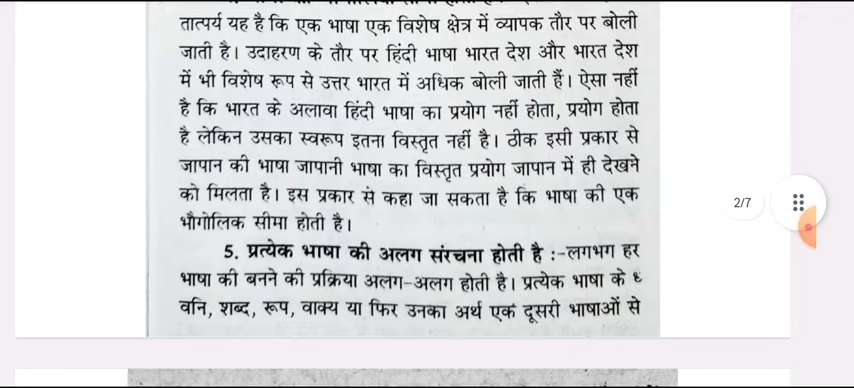 तात्पर्य यह है कि एक भाषा एक विशेष क्षेत्र में व्यापक तौर पर बोली
जाती है। उदाहरण के तौर पर हिंदी भाषा भारत देश और भारत देश
में भी विशेष रूप से उत्तर भारत में अधिक बोली जाती हैं। ऐसा नहीं
है कि भारत के अलावा हिंदी भाषा का प्रयोग नहीं होता, प्रयोग होता
है लेकिन उसका स्वरूप इतना विस्तृत नहीं है। ठीक इसी प्रकार से
जापान की भाषा जापानी भाषा का विस्तृत प्रयोग जापान में ही देखने
को मिलता है। इस प्रकार से कहा जा सकता है कि भाषा की एक
भौगोलिक सीमा होती है।
2/7
5. प्रत्येक भाषा की अलग संरचना होती है :-लगभग हर
भाषा की बनने की प्रक्रिया अलग-अलग होती है। प्रत्येक भाषा के ध
वनि, शब्द, रूप, वाक्य या फिर उनका अर्थ एक दूसरी भाषाओं से